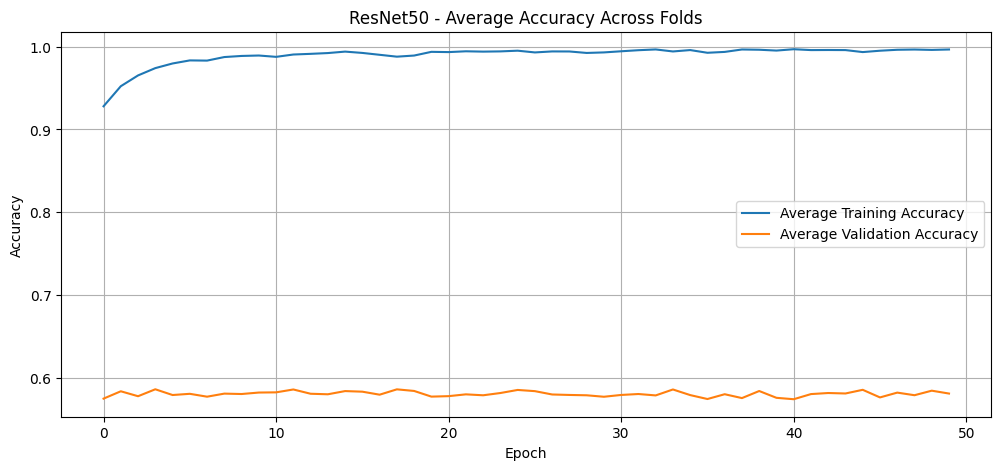 ResNet50 - Average Accuracy Across Folds
1.0
0.9
0.8
0.7
0.6
Accuracy
Average Training Accuracy
Average Validation Accuracy
0 10 20 30 40 50
Epoch